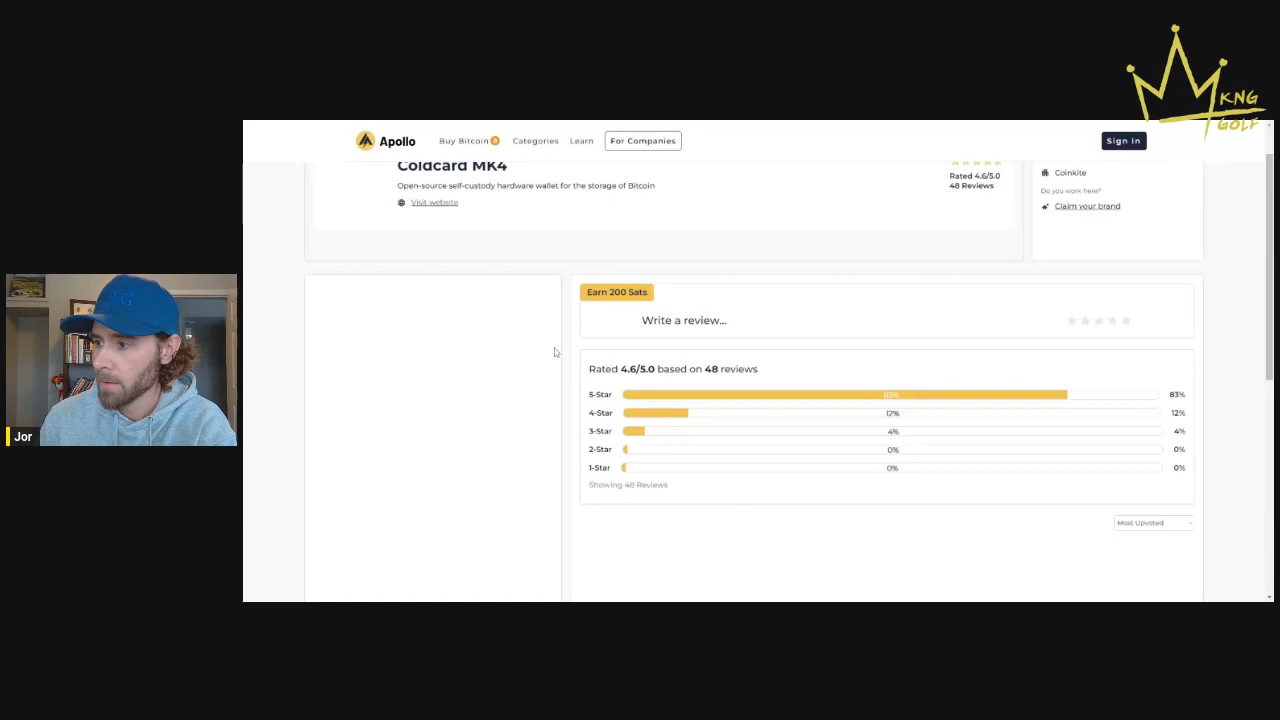 KNG
GOLF
Apollo
Buy Bitcoin
Categories
Learn
For Companies
Sign In
Coldcard MK4
Open-source self-custody hardware wallet for the storage of Bitcoin
Visit website
Rated 4.6/5.0
48 Reviews
Coinkite
Do you work here?
Claim your brand
Earn 200 Sats
Write a review...
Rated 4.6/5.0 based on 48 reviews
5-Star 83% 83%
4-Star 12% 12%
3-Star 4% 4%
2-Star 0% 0%
1-Star 0% 0%
Showing 48 Reviews
Most Upvoted
Jor